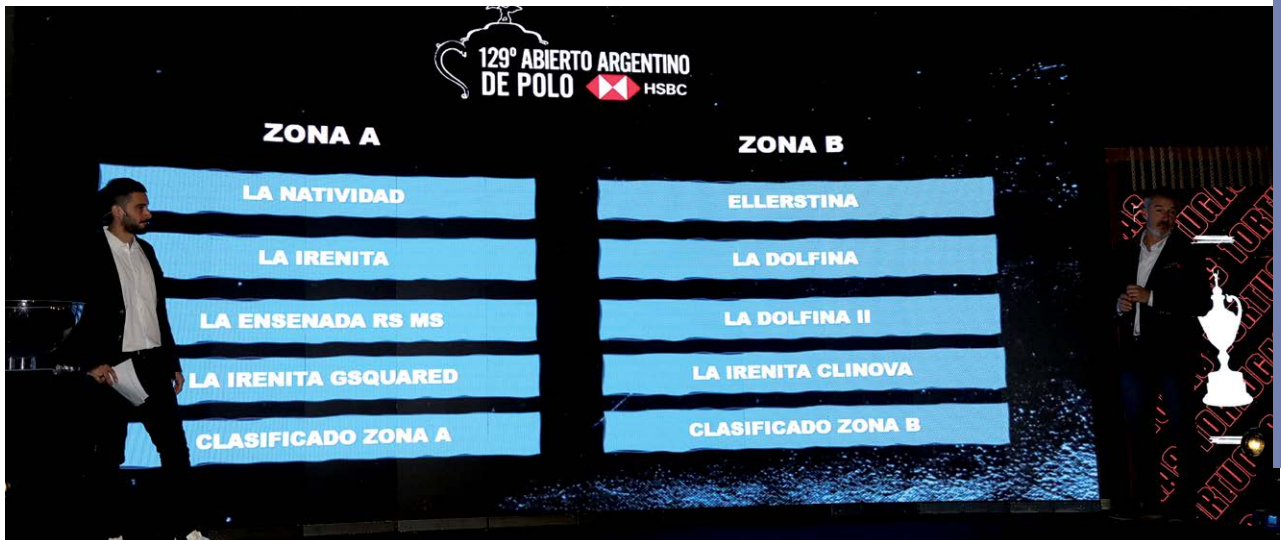 129º ABIERTO ARGENTINO
DE POLO HSBC
ZONA A
LA NATIVIDAD
LA IRENITA
LA ENSENADA RS MS
LA IRENITA GSQUARED
CLASIFICADO ZONA A
ZONA B
ELLERSTINA
LA DOLFINA
LA DOLFINA II
LA IRENITA CLINOVA
CLASIFICADO ZONA B